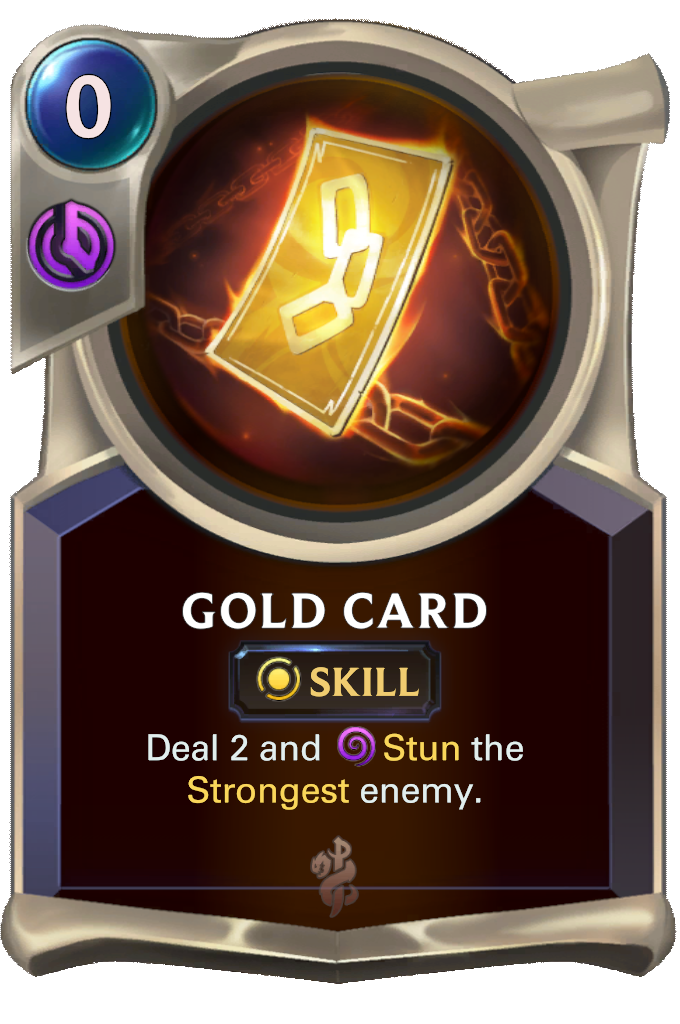 0
GOLD CARD
SKILL
Deal 2 and Stun the
Strongest enemy.